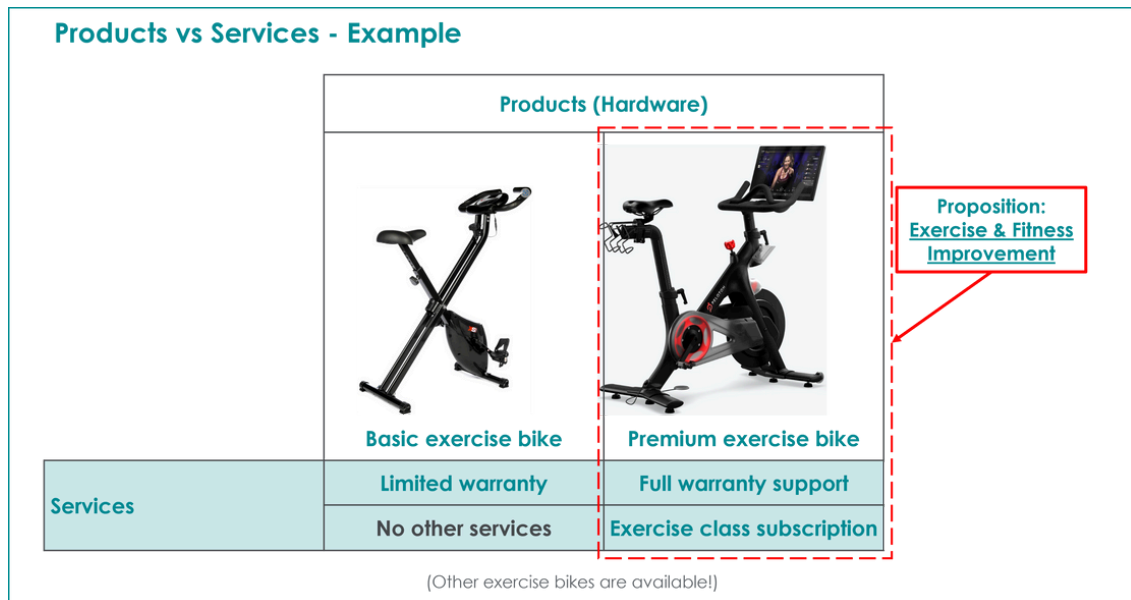 Products vs Services - Example
Products (Hardware)
Proposition:
Exercise & Fitness
Improvement
Basic exercise bike
Premium exercise bike
Services
Limited warranty
Full warranty support
No other services
Exercise class subscription
(Other exercise bikes are available!)